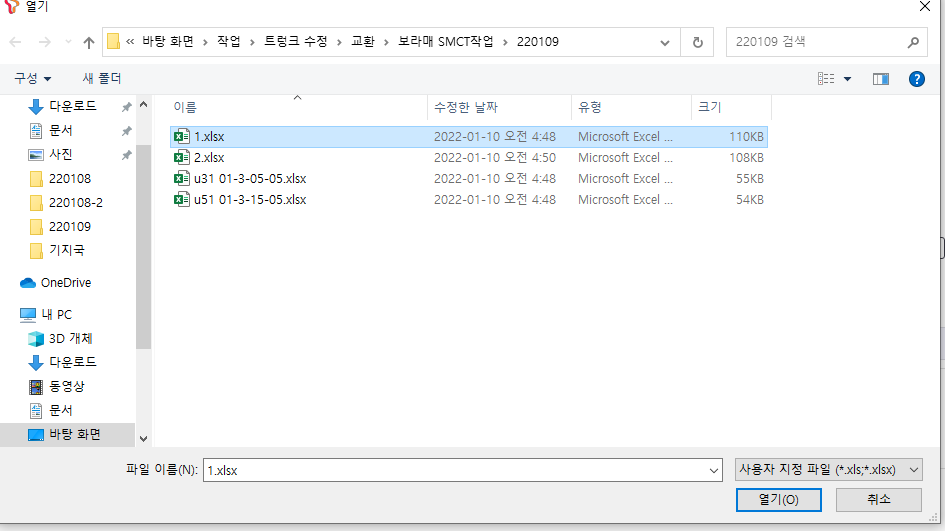 열기
« 바탕 화면 › 작업 › 트렁크 수정 › 교환 › 보라매 SMCT작업 › 220109
220109 검색
구성 새 폴더
이름 수정한 날짜 유형 크기
다운로드
문서
사진
220108
220108-2
220109
기지국
OneDrive
내 PC
3D 개체
다운로드
동영상
문서
바탕 화면
1.xlsx 2022-01-10 오전 4:48 Microsoft Excel ... 110KB
2.xlsx 2022-01-10 오전 4:50 Microsoft Excel ... 108KB
u31 01-3-05-05.xlsx 2022-01-10 오전 4:48 Microsoft Excel ... 55KB
u51 01-3-15-05.xlsx 2022-01-10 오전 4:48 Microsoft Excel ... 54KB
파일 이름(N): 1.xlsx 사용자 지정 파일 (*.xls;*.xlsx)
열기(O) 취소